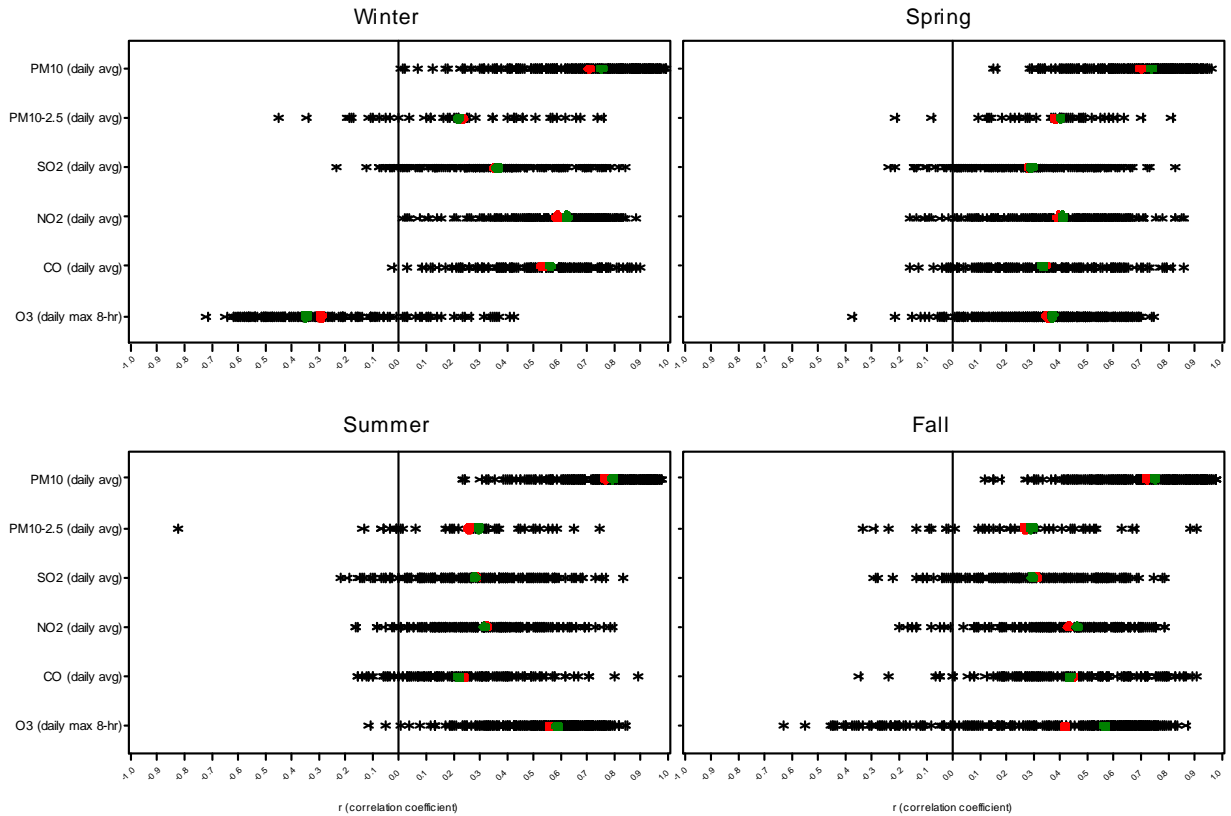 Winter
Spring
PM10 (daily avg)
PM10-2.5 (daily avg)
SO2 (daily avg)
NO2 (daily avg)
CO (daily avg)
O3 (daily max 8-hr)
-1.0 -0.9 -0.8 -0.7 -0.6 -0.5 -0.4 -0.3 -0.2 -0.1 0.0 0.1 0.2 0.3 0.4 0.5 0.6 0.7 0.8 0.9 1.0
-1.0 -0.9 -0.8 -0.7 -0.6 -0.5 -0.4 -0.3 -0.2 -0.1 0.0 0.1 0.2 0.3 0.4 0.5 0.6 0.7 0.8 0.9 1.0
Summer
Fall
PM10 (daily avg)
PM10-2.5 (daily avg)
SO2 (daily avg)
NO2 (daily avg)
CO (daily avg)
O3 (daily max 8-hr)
-1.0 -0.9 -0.8 -0.7 -0.6 -0.5 -0.4 -0.3 -0.2 -0.1 0.0 0.1 0.2 0.3 0.4 0.5 0.6 0.7 0.8 0.9 1.0
-1.0 -0.9 -0.8 -0.7 -0.6 -0.5 -0.4 -0.3 -0.2 -0.1 0.0 0.1 0.2 0.3 0.4 0.5 0.6 0.7 0.8 0.9 1.0
r (correlation coefficient)
r (correlation coefficient)